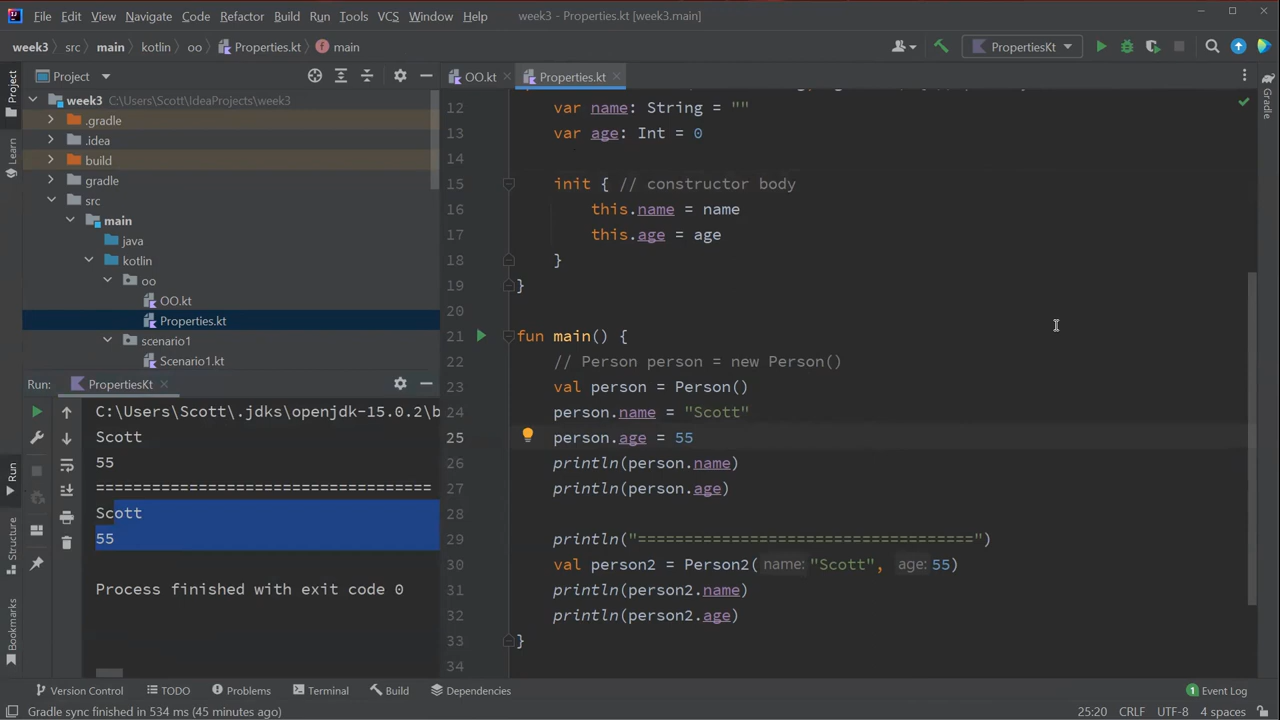 File Edit View Navigate Code Refactor Build Run Tools VCS Window Help week3 - Properties.kt [week3.main]
week3 src main kotlin oo Properties.kt main PropertiesKt
Project
OO.kt Properties.kt
week3 C:\Users\Scott\IdeaProjects\week3
.gradle
.idea
build
gradle
src
main
java
kotlin
oo
OO.kt
Properties.kt
scenario1
Scenario1.kt
12 var name: String = ""
13 var age: Int = 0
14
15 init { // constructor body
16 this.name = name
17 this.age = age
18 }
19 }
20
21 fun main() {
22 // Person person = new Person()
23 val person = Person()
24 person.name = "Scott"
25 person.age = 55
26 println(person.name)
27 println(person.age)
28
29 println("====================================")
30 val person2 = Person2( name: "Scott", age: 55)
31 println(person2.name)
32 println(person2.age)
33 }
34
Run: PropertiesKt
C:\Users\Scott\.jdks\openjdk-15.0.2\b
Scott
55
====================================
Scott
55
Process finished with exit code 0
Project
Learn
Run
Structure
Bookmarks
Gradle
Version Control TODO Problems Terminal Build Dependencies 1 Event Log
Gradle sync finished in 534 ms (45 minutes ago) 25:20 CRLF UTF-8 4 spaces